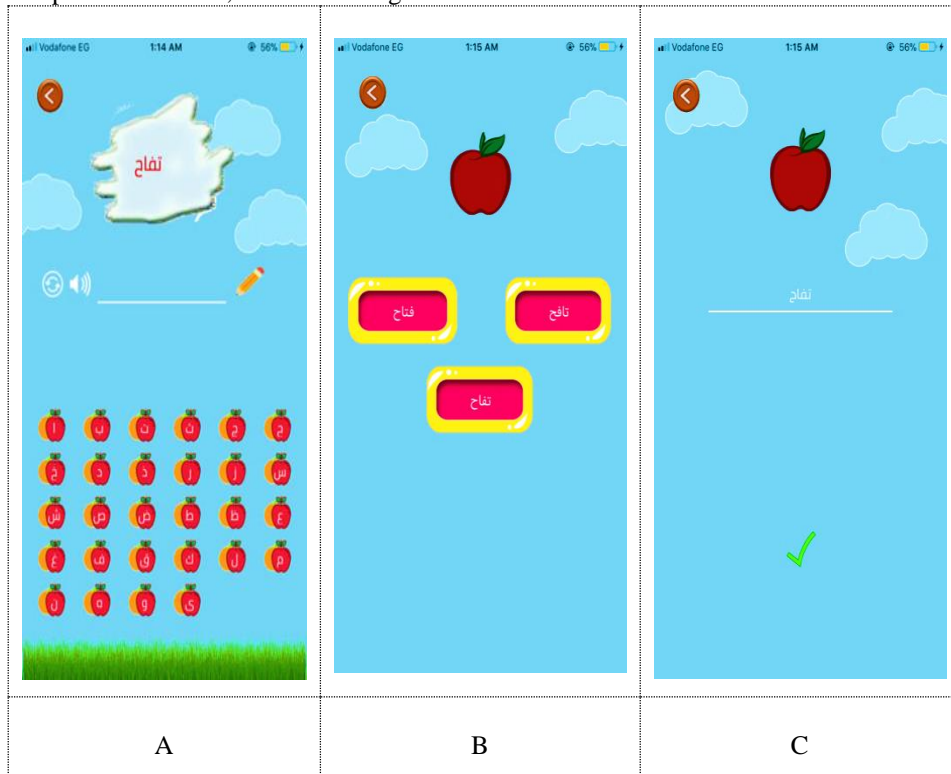 Vodafone EG 1:14 AM 56%
تفاح
ا ب ت ث ج ح
خ د ذ ر ز س
ش ص ض ط ظ ع
غ ف ق ك ل م
ن ه و ى
A
Vodafone EG 1:15 AM 56%
تافح
فتاح
تفاح
B
Vodafone EG 1:15 AM 56%
تفاح
C